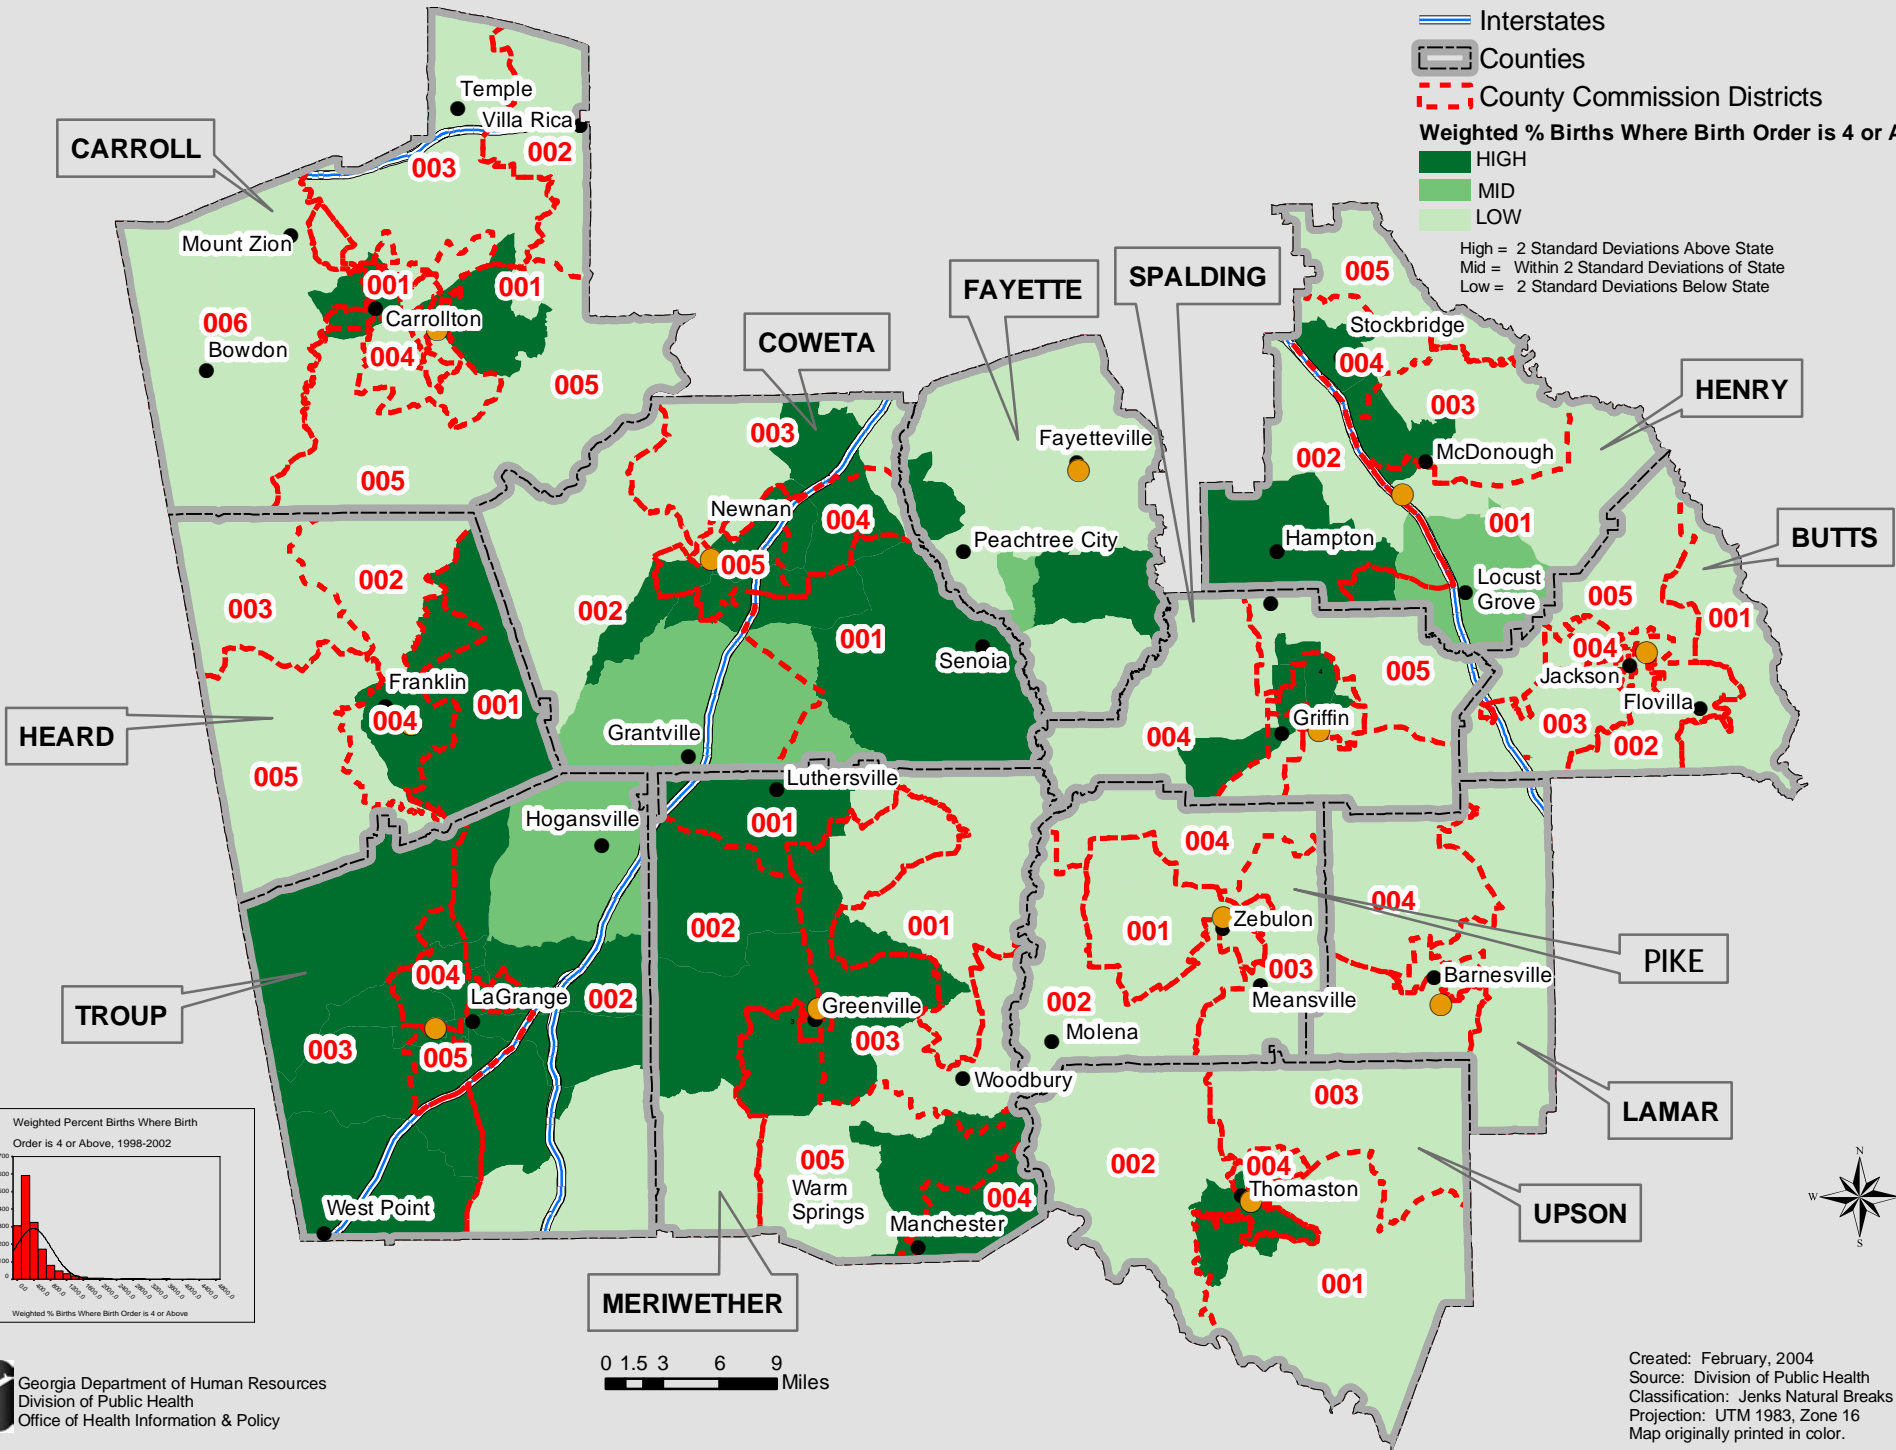 Interstates
Counties
County Commission Districts
Weighted % Births Where Birth Order is 4 or A
HIGH
MID
LOW
High = 2 Standard Deviations Above State
Mid = Within 2 Standard Deviations of State
Low = 2 Standard Deviations Below State
CARROLL
Temple
Villa Rica
002
003
Mount Zion
001
001
Carrollton
006
Bowdon
004
005
005
COWETA
FAYETTE
SPALDING
HENRY
BUTTS
005
Stockbridge
004
003
McDonough
002
Hampton
001
Locust
Grove
003
Newnan
004
005
002
001
Senoia
Grantville
Fayetteville
Peachtree City
005
001
004
Jackson
Flovilla
003
002
002
003
Franklin
004
001
005
HEARD
4
005
Griffin
004
Hogansville
Luthersville
001
002
001
Greenville
3
003
Woodbury
005
Warm
Springs
004
Manchester
TROUP
004
LaGrange
002
003
005
West Point
004
001
Zebulon
003
Meansville
002
Molena
PIKE
004
Barnesville
LAMAR
003
002
004
Thomaston
001
UPSON
MERIWETHER
Weighted Percent Births Where Birth
Order is 4 or Above, 1998-2002
Weighted % Births Where Birth Order is 4 or Above
0 1.5 3 6 9
Miles
N
W
S
Georgia Department of Human Resources
Division of Public Health
Office of Health Information & Policy
Created: February, 2004
Source: Division of Public Health
Classification: Jenks Natural Breaks
Projection: UTM 1983, Zone 16
Map originally printed in color.